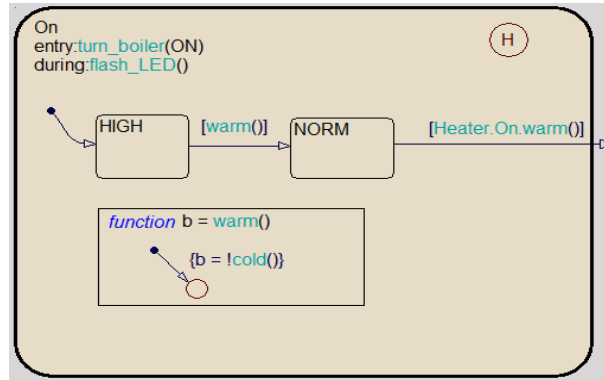 On
entry:turn_boiler(ON)
during:flash_LED()
H
HIGH
[warm()]
NORM
[Heater.On.warm()]
function b = warm()
{b = !cold()}